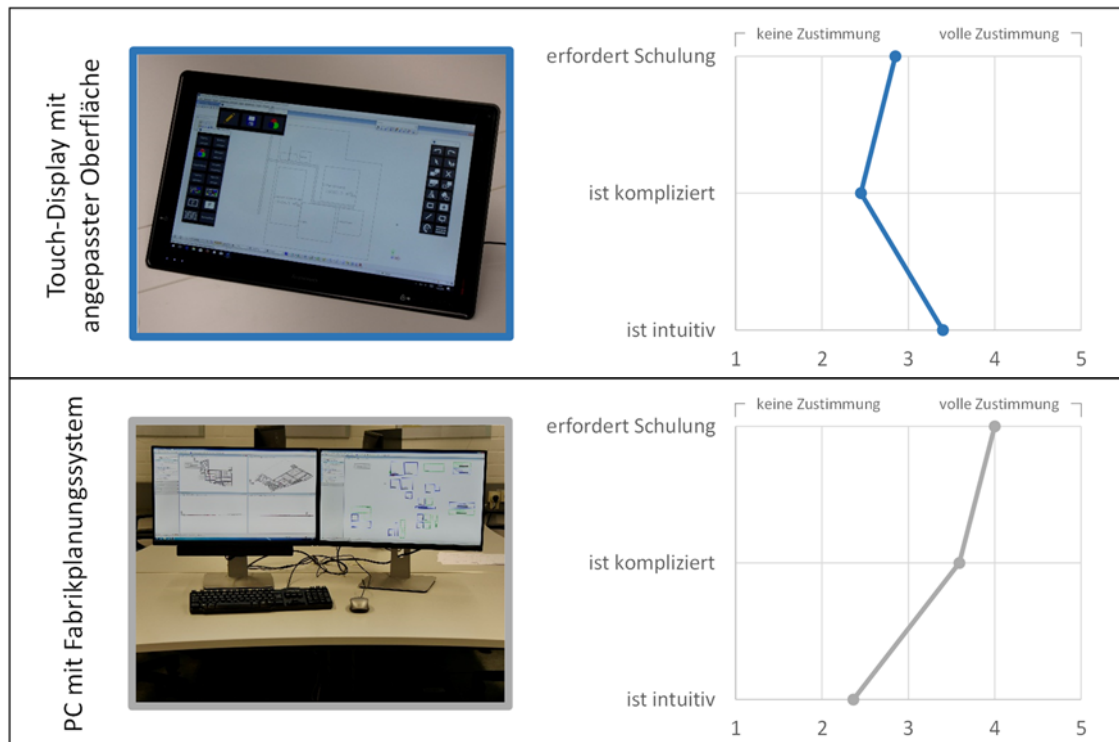 Touch-Display mit
angepasster Oberfläche
keine Zustimmung
volle Zustimmung
erfordert Schulung
ist kompliziert
ist intuitiv
1 2 3 4 5
PC mit Fabrikplanungssystem
keine Zustimmung
volle Zustimmung
erfordert Schulung
ist kompliziert
ist intuitiv
1 2 3 4 5